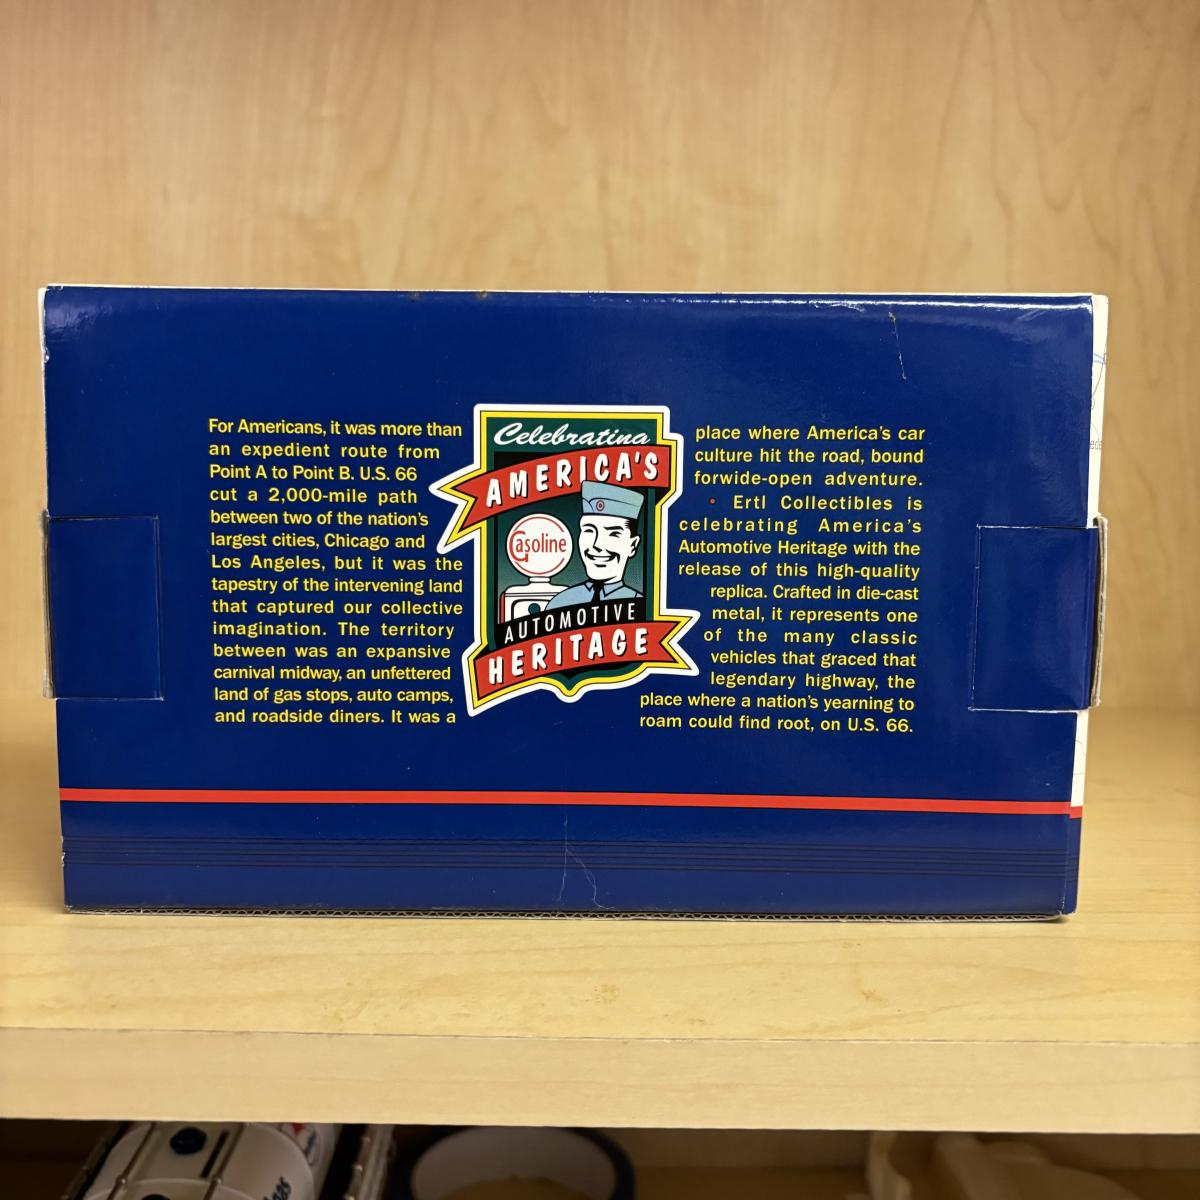 For Americans, it was more than
an expedient route from
Point A to Point B. U.S. 66
cut a 2,000-mile path
between two of the nation's
largest cities, Chicago and
Los Angeles, but it was the
tapestry of the intervening land
that captured our collective
imagination. The territory
between was an expansive
carnival midway, an unfettered
land of gas stops, auto camps,
and roadside diners. It was a
Celebrating
AMERICA'S
Gasoline
AUTOMOTIVE
HERITAGE
place where America's car
culture hit the road, bound
forwide-open adventure.
• Ertl Collectibles is
celebrating America's
Automotive Heritage with the
release of this high-quality
replica. Crafted in die-cast
metal, it represents one
of the many classic
vehicles that graced that
legendary highway, the
place where a nation's yearning to
roam could find root, on U.S. 66.